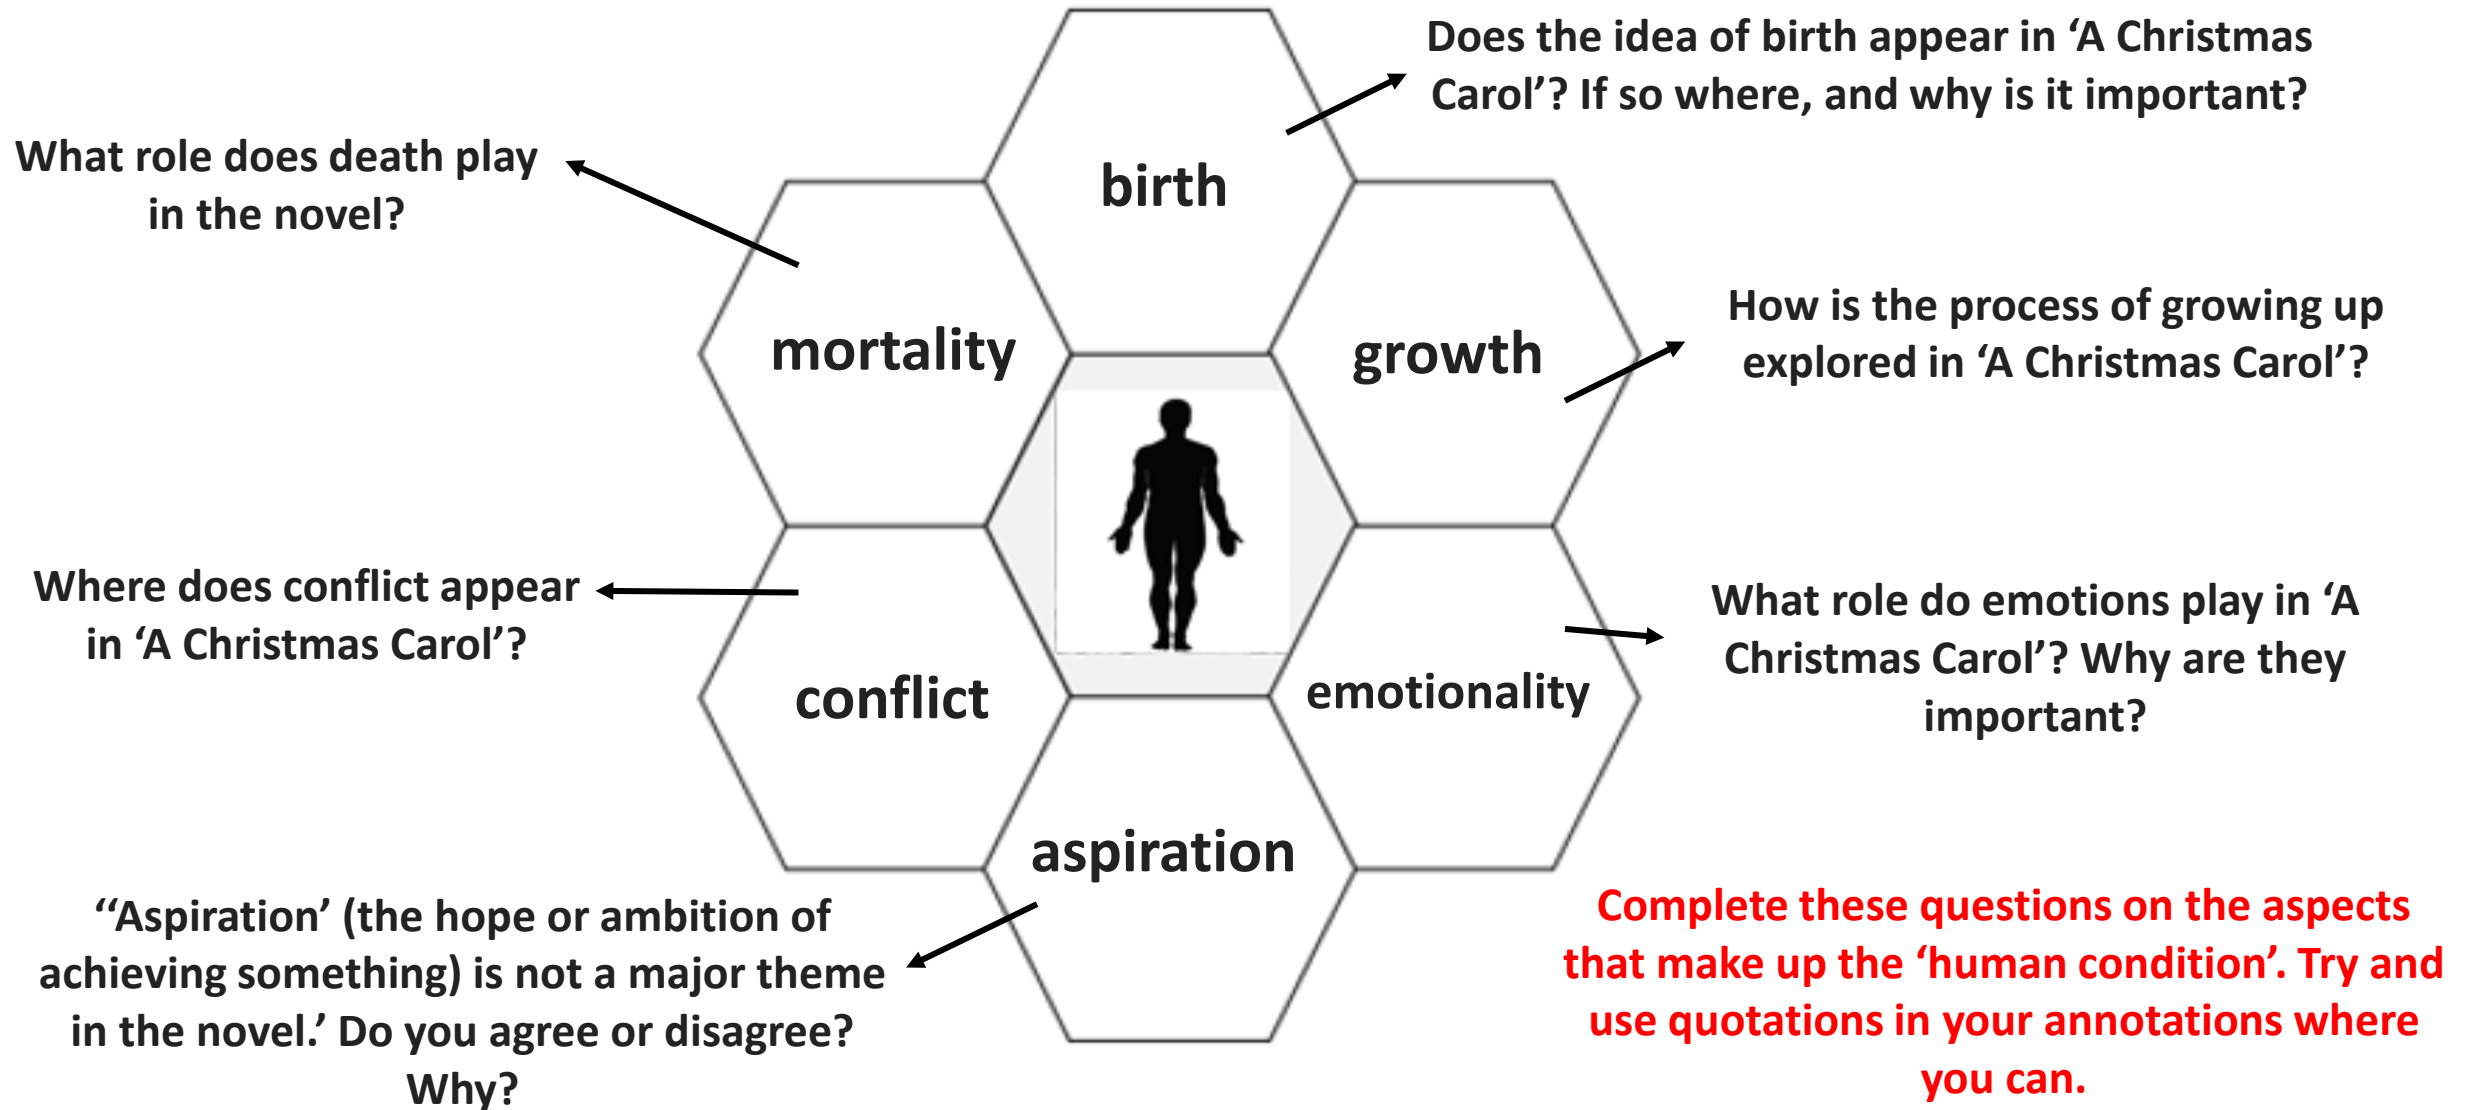 Does the idea of birth appear in ‘A Christmas
Carol’? If so where, and why is it important?
What role does death play
in the novel?
birth
How is the process of growing up
explored in ‘A Christmas Carol’?
mortality
growth
Where does conflict appear
in ‘A Christmas Carol’?
What role do emotions play in ‘A
Christmas Carol’? Why are they
important?
conflict
emotionality
aspiration
‘‘Aspiration’ (the hope or ambition of
achieving something) is not a major theme
in the novel.’ Do you agree or disagree?
Why?
Complete these questions on the aspects
that make up the ‘human condition’. Try and
use quotations in your annotations where
you can.